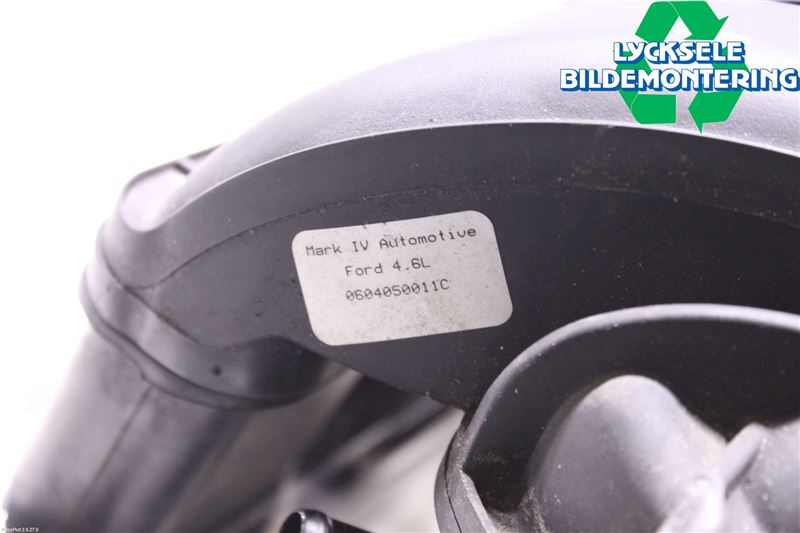 LYCKSELE
BILDEMONTERING
Mark IV Automotive
Ford 4.6L
0604050011C